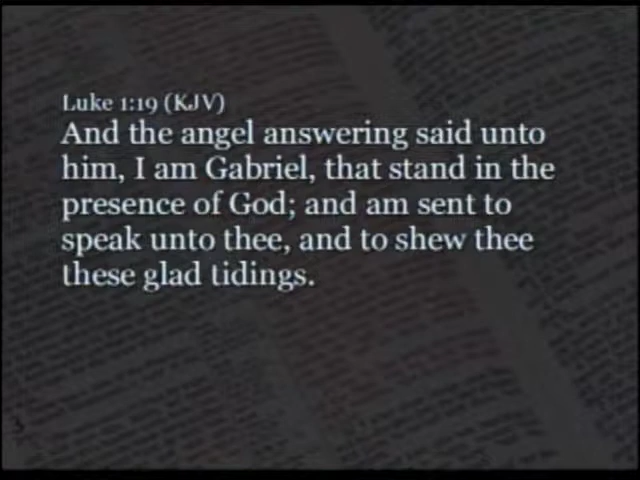 Luke 1:19 (KJV)
And the angel answering said unto
him, I am Gabriel, that stand in the
presence of God; and am sent to
speak unto thee, and to shew thee
these glad tidings.